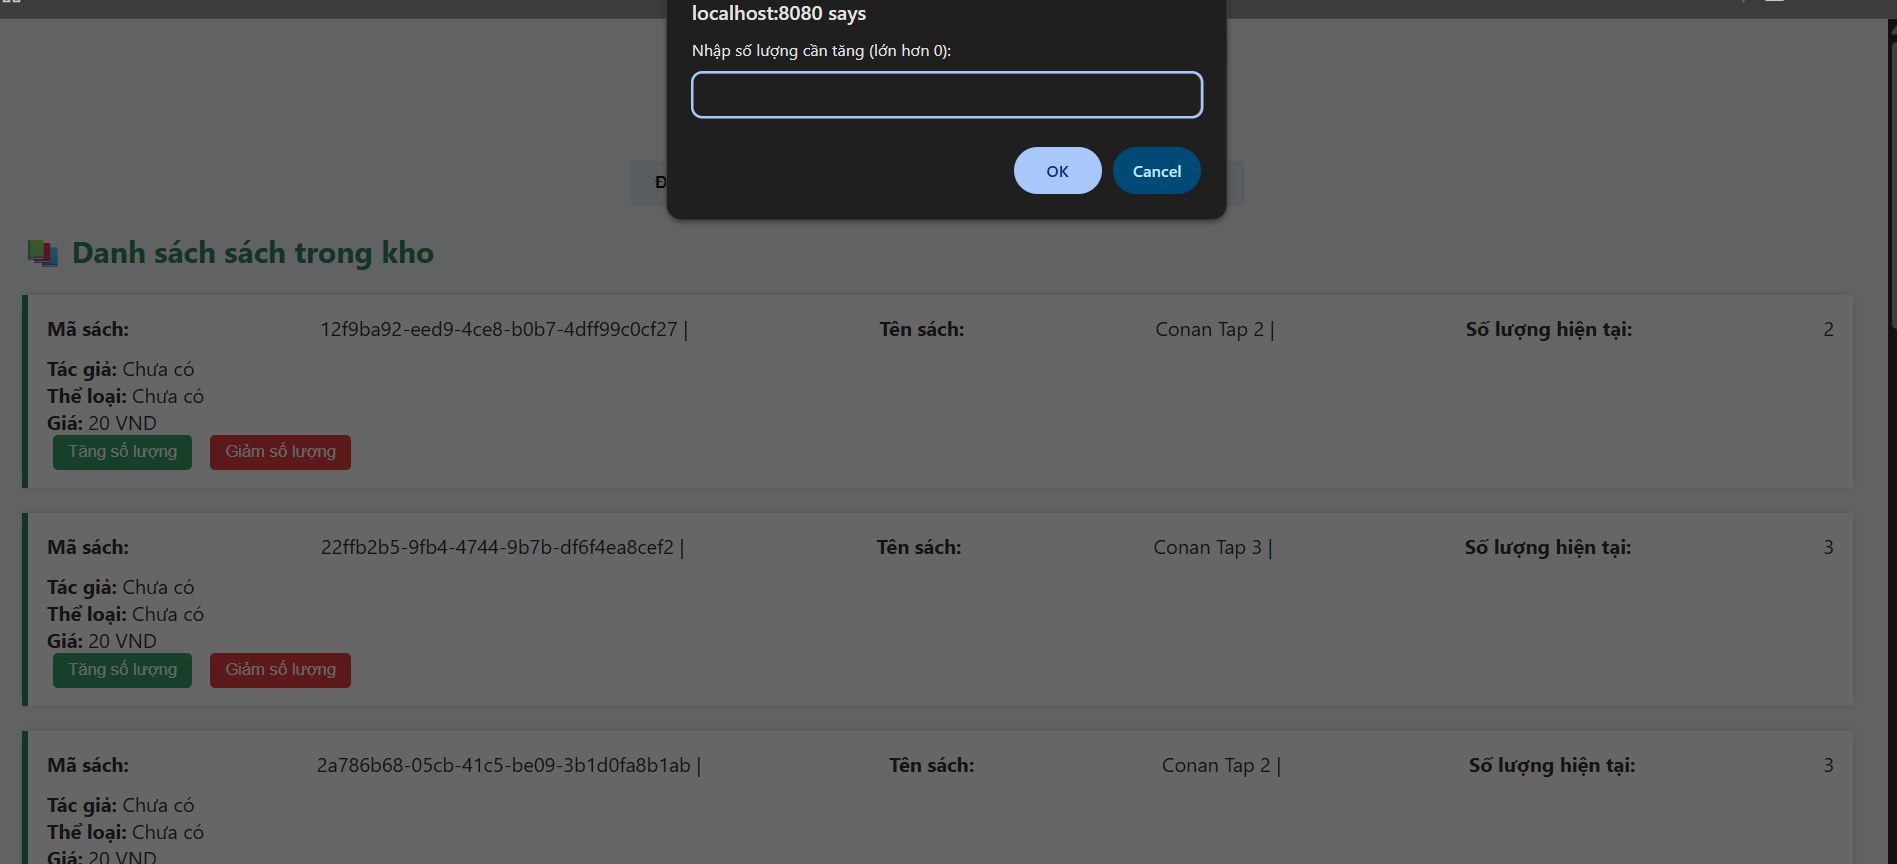 localhost:8080 says
Nhập số lượng cần tăng (lớn hơn 0):
OK Cancel
Danh sách sách trong kho
Mã sách: 12f9ba92-eed9-4ce8-b0b7-4dff99c0cf27 | Tên sách: Conan Tap 2 | Số lượng hiện tại: 2
Tác giả: Chưa có
Thể loại: Chưa có
Giá: 20 VND
Tăng số lượng Giảm số lượng
Mã sách: 22ffb2b5-9fb4-4744-9b7b-df6f4ea8cef2 | Tên sách: Conan Tap 3 | Số lượng hiện tại: 3
Tác giả: Chưa có
Thể loại: Chưa có
Giá: 20 VND
Tăng số lượng Giảm số lượng
Mã sách: 2a786b68-05cb-41c5-be09-3b1d0fa8b1ab | Tên sách: Conan Tap 2 | Số lượng hiện tại: 3
Tác giả: Chưa có
Thể loại: Chưa có
Giá: 20 VND